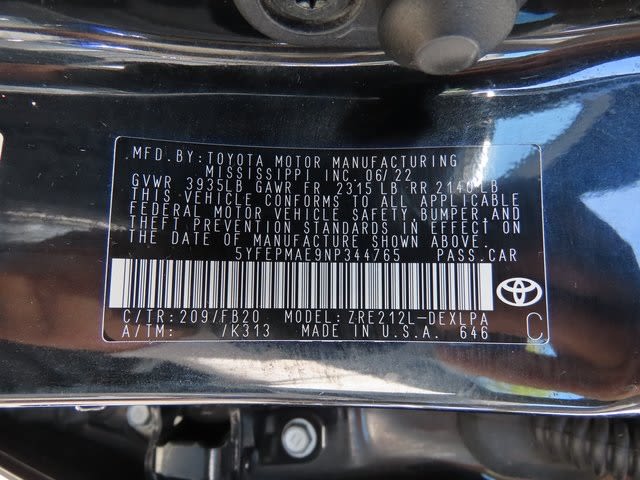 MFD.BY:TOYOTA MOTOR MANUFACTURING
MISSISSIPPI INC. 06/22
GVWR 3935LB GAWR FR 2315 LB RR 2140 LB
THIS VEHICLE CONFORMS TO ALL APPLICABLE
FEDERAL MOTOR VEHICLE SAFETY, BUMPER, AND
THEFT PREVENTION STANDARDS IN EFFECT ON
THE DATE OF MANUFACTURE SHOWN ABOVE.
5YFEPMAE9NP344765 PASS.CAR
C/TR:209/FB20 MODEL:ZRE212L-DEXLPA
A/TM: /K313 MADE IN U.S.A. 646 C